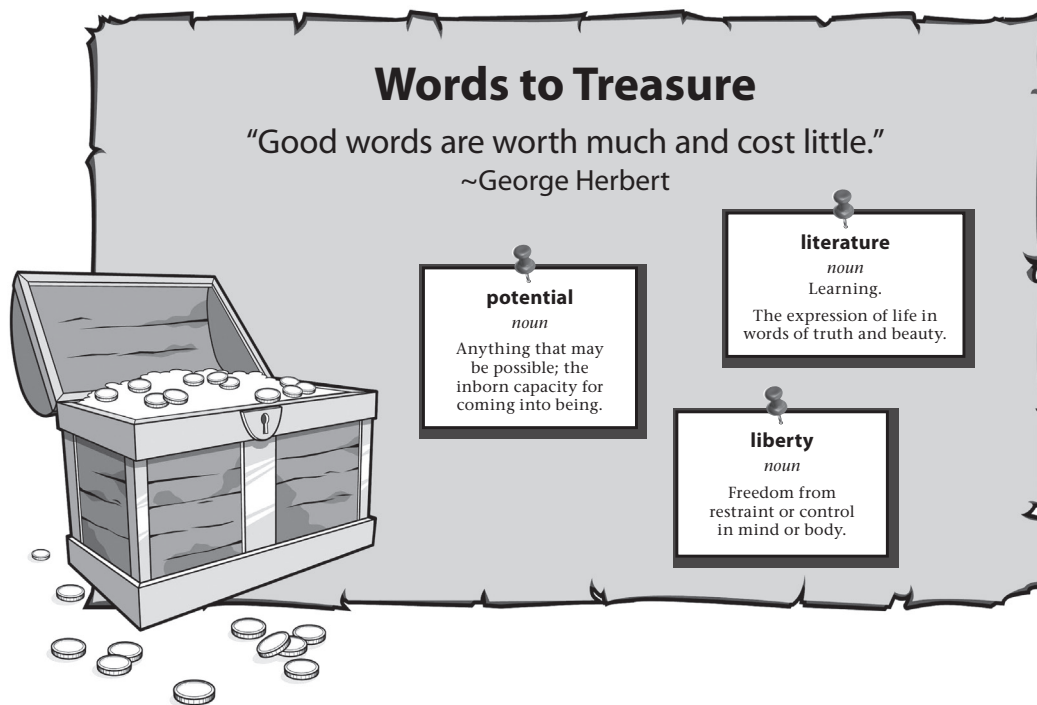 Words to Treasure
“Good words are worth much and cost little.”
~George Herbert
potential
noun
Anything that may
be possible; the
inborn capacity for
coming into being.
literature
noun
Learning.
The expression of life in
words of truth and beauty.
liberty
noun
Freedom from
restraint or control
in mind or body.